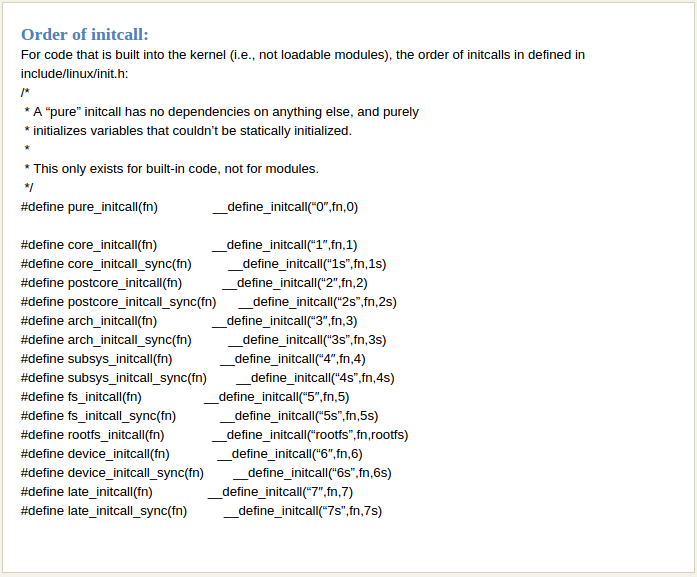 Order of initcall:
For code that is built into the kernel (i.e., not loadable modules), the order of initcalls in defined in
include/linux/init.h:
/*
* A “pure” initcall has no dependencies on anything else, and purely
* initializes variables that couldn’t be statically initialized.
*
* This only exists for built-in code, not for modules.
*/
#define pure_initcall(fn) __define_initcall(“0″,fn,0)
#define core_initcall(fn) __define_initcall(“1″,fn,1)
#define core_initcall_sync(fn) __define_initcall(“1s”,fn,1s)
#define postcore_initcall(fn) __define_initcall(“2″,fn,2)
#define postcore_initcall_sync(fn) __define_initcall(“2s”,fn,2s)
#define arch_initcall(fn) __define_initcall(“3″,fn,3)
#define arch_initcall_sync(fn) __define_initcall(“3s”,fn,3s)
#define subsys_initcall(fn) __define_initcall(“4″,fn,4)
#define subsys_initcall_sync(fn) __define_initcall(“4s”,fn,4s)
#define fs_initcall(fn) __define_initcall(“5″,fn,5)
#define fs_initcall_sync(fn) __define_initcall(“5s”,fn,5s)
#define rootfs_initcall(fn) __define_initcall(“rootfs”,fn,rootfs)
#define device_initcall(fn) __define_initcall(“6″,fn,6)
#define device_initcall_sync(fn) __define_initcall(“6s”,fn,6s)
#define late_initcall(fn) __define_initcall(“7″,fn,7)
#define late_initcall_sync(fn) __define_initcall(“7s”,fn,7s)